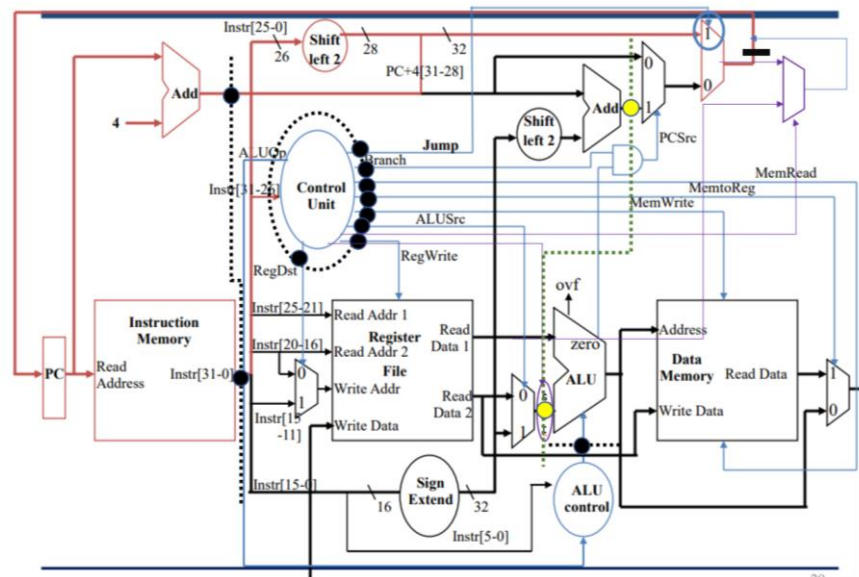 Instr[25-0]
Shift
left 2
26
28
32
1
PC+4[31-28]
0
Add
4
Add
1
0
Shift
left 2
PCSrc
Jump
ALUOp
Branch
MemRead
Instr[31-26]
Control
Unit
MemtoReg
MemWrite
ALUSrc
RegWrite
RegDst
ovf
Instruction
Memory
Instr[25-21]
Read Addr 1
Register
File
Read
Data 1
zero
Address
Data
Memory
PC
Read
Address
Instr[31-0]
Instr[20-16]
Read Addr 2
0
Write Addr
1
ALU
Read Data
1
0
Read
Data 2
0
1
Write Data
Instr[15
-11]
Write Data
Instr[15-0]
Sign
Extend
16
32
ALU
control
Instr[5-0]